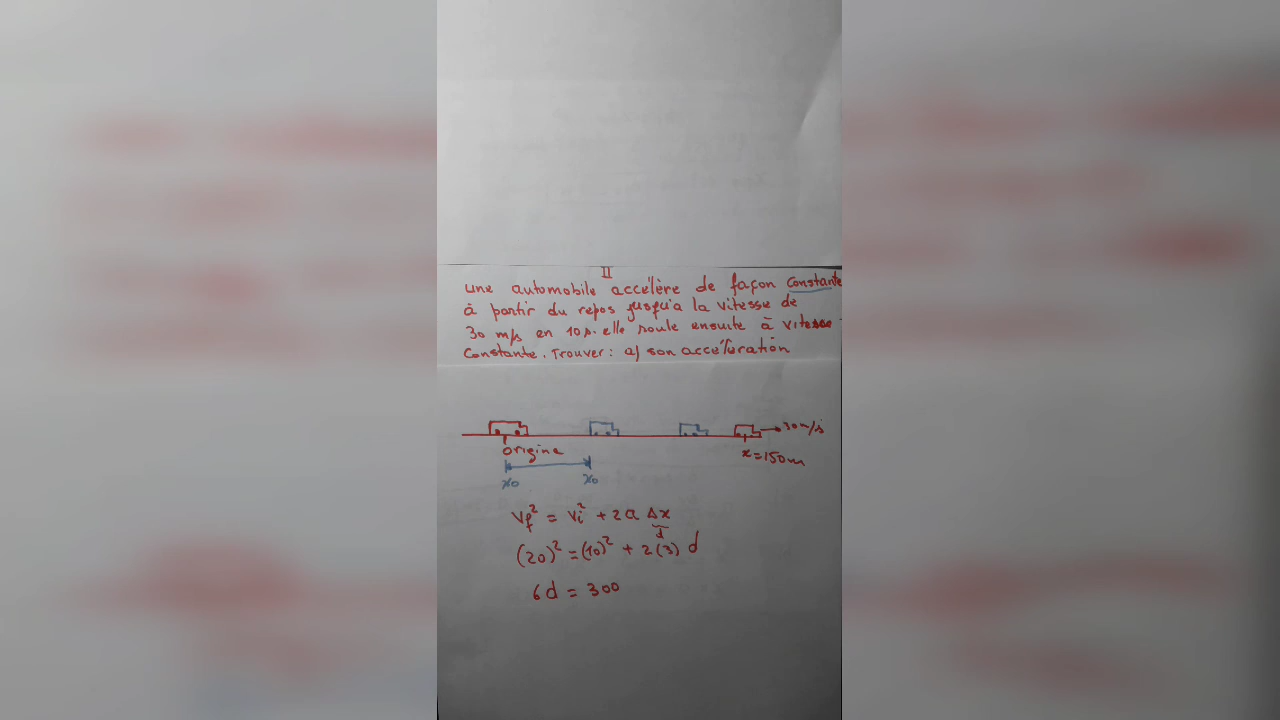 II
une automobile accélère de façon constante
à partir du repos jusqu'a la vitesse de
30 m/s en 10s. elle roule ensuite à vitesse
constante. Trouver : a) son accélération
30 m/s
origine
x = 150m
x0
x0
Vf² = Vi² + 2a Δx
d
(20)² = (10)² + 2(3) d
6d = 300